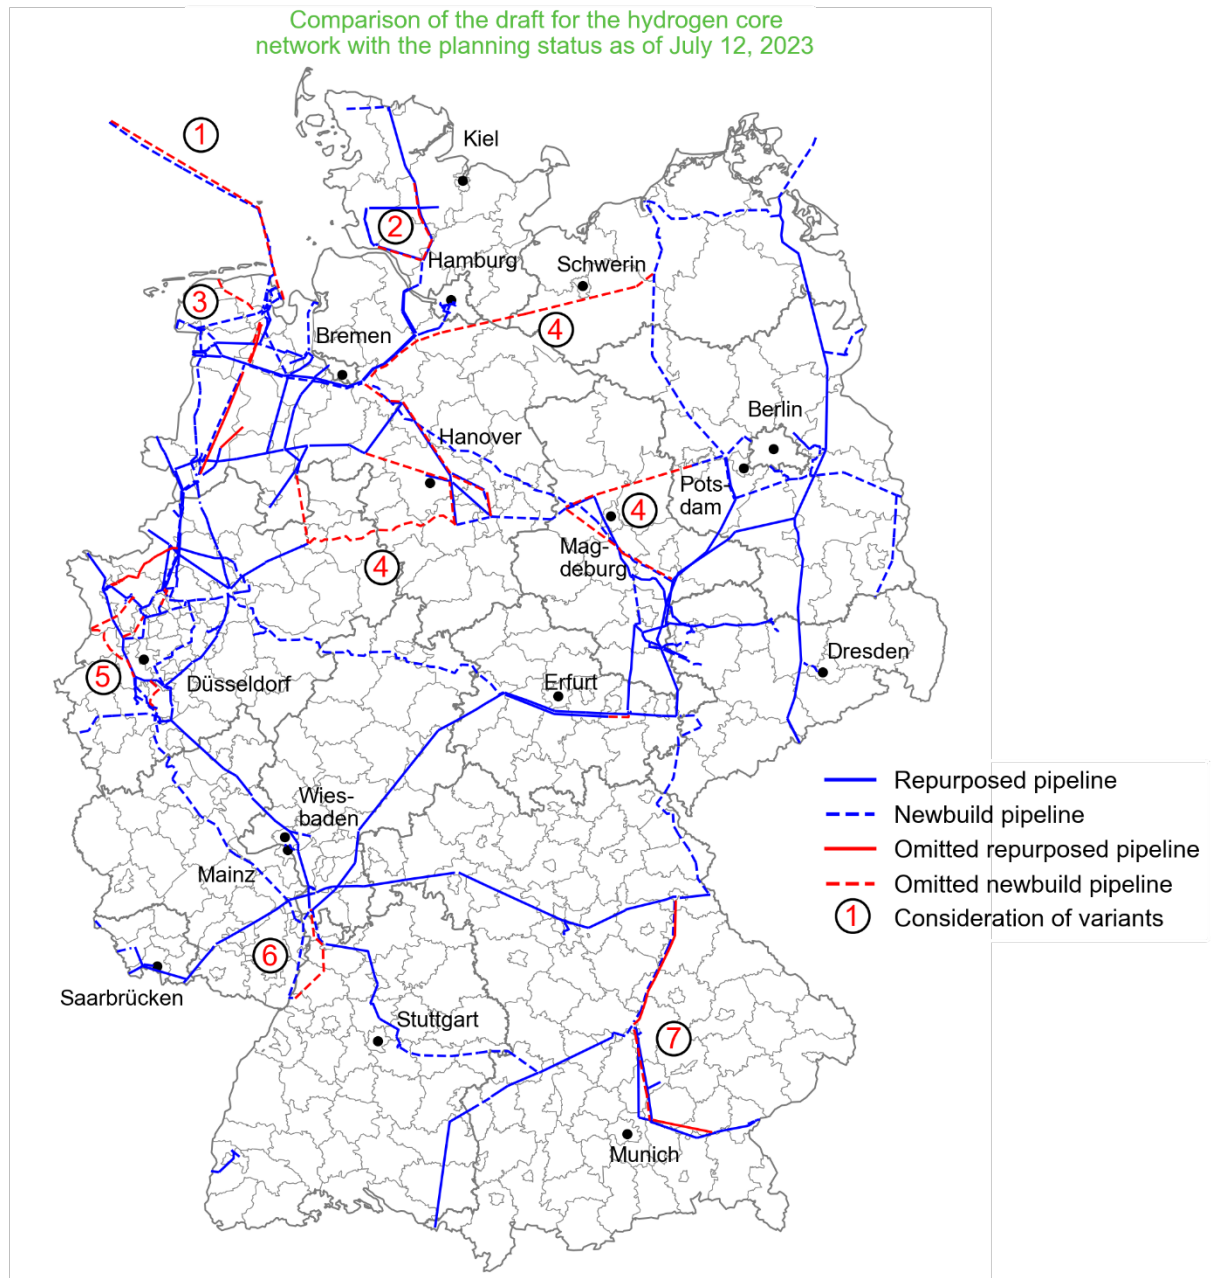 Comparison of the draft for the hydrogen core
network with the planning status as of July 12, 2023
1
Kiel
2
Hamburg
Schwerin
3
Bremen
4
Berlin
Hanover
Pots-
dam
4
Mag-
deburg
4
Dresden
5
Düsseldorf
Erfurt
Repurposed pipeline
Newbuild pipeline
Omitted repurposed pipeline
Omitted newbuild pipeline
1 Consideration of variants
Wies-
baden
Mainz
6
Saarbrücken
Stuttgart
7
Munich